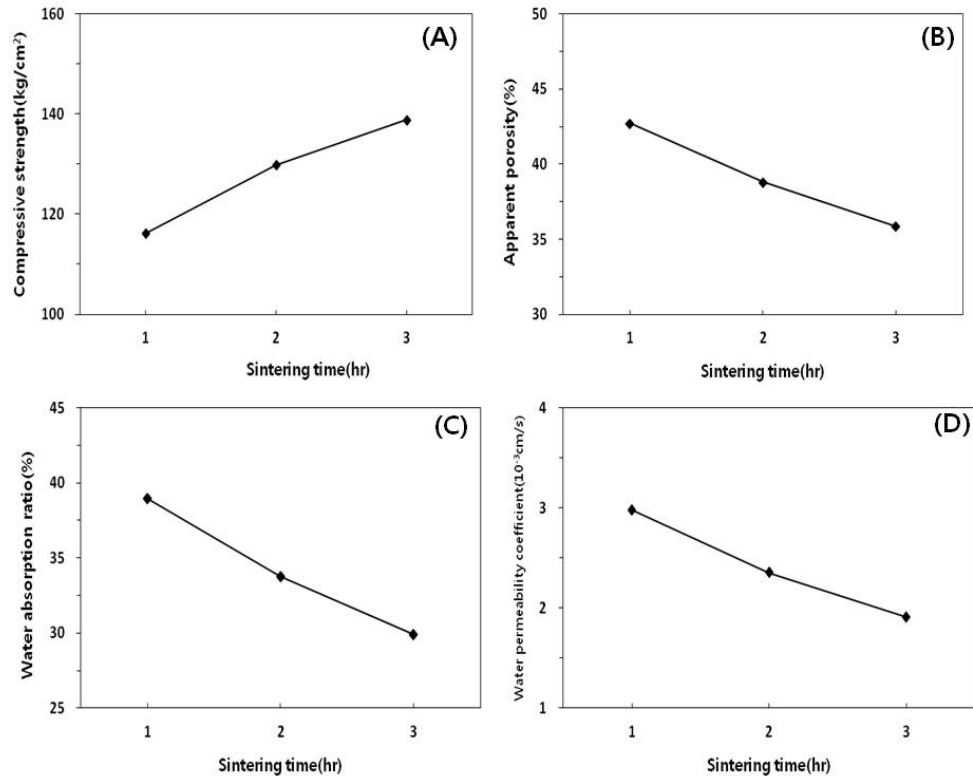 (A)
Compressive strength(kg/cm²)
160
140
120
100
1 2 3
Sintering time(hr)
(B)
Apparent porosity(%)
50
45
40
35
30
1 2 3
Sintering time(hr)
(C)
Water absorption ratio(%)
45
40
35
30
25
1 2 3
Sintering time(hr)
(D)
Water permeability coefficient(10⁻³cm/s)
4
3
2
1
1 2 3
Sintering time(hr)